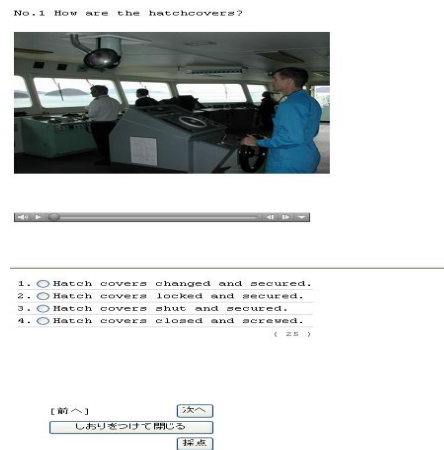 No.1 How are the hatchcovers?
1. Hatch covers changed and secured.
2. Hatch covers locked and secured.
3. Hatch covers shut and secured.
4. Hatch covers closed and screwed.
( 25 )
[前へ] 次へ
しおりをつけて閉じる
採点